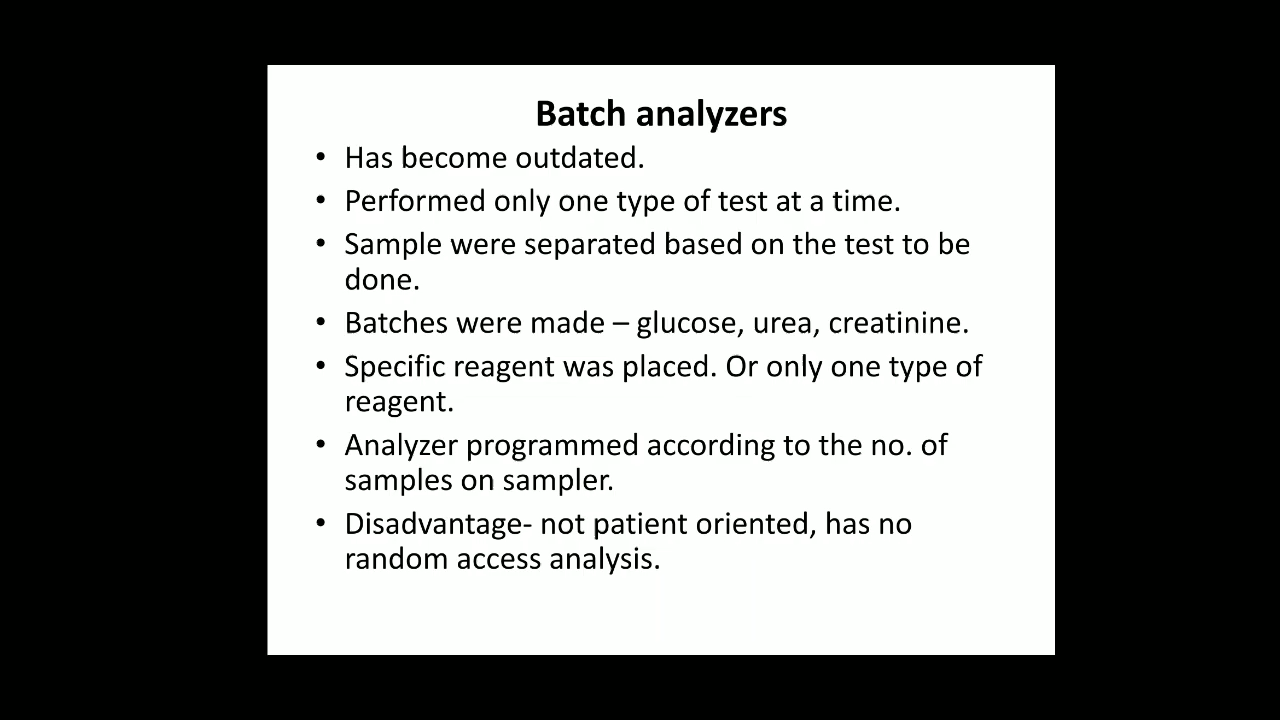 Batch analyzers
• Has become outdated.
• Performed only one type of test at a time.
• Sample were separated based on the test to be
done.
• Batches were made – glucose, urea, creatinine.
• Specific reagent was placed. Or only one type of
reagent.
• Analyzer programmed according to the no. of
samples on sampler.
• Disadvantage- not patient oriented, has no
random access analysis.